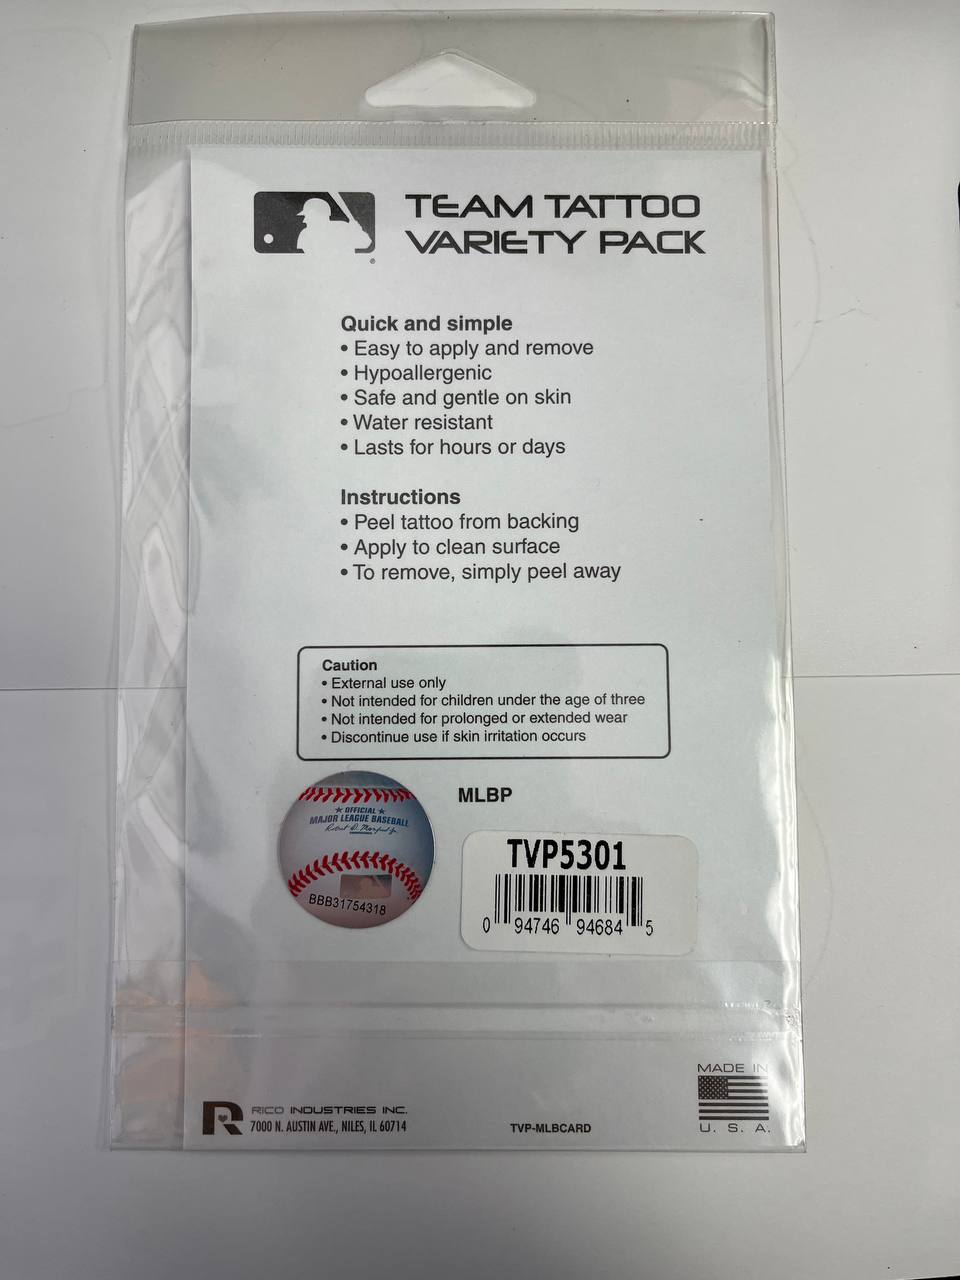 TEAM TATTOO
VARIETY PACK
Quick and simple
• Easy to apply and remove
• Hypoallergenic
• Safe and gentle on skin
• Water resistant
• Lasts for hours or days
Instructions
• Peel tattoo from backing
• Apply to clean surface
• To remove, simply peel away
Caution
• External use only
• Not intended for children under the age of three
• Not intended for prolonged or extended wear
• Discontinue use if skin irritation occurs
★ OFFICIAL ★
MAJOR LEAGUE BASEBALL
BBB31754318
MLBP
TVP5301
0 94746 94684 5
R
RICO INDUSTRIES INC.
7000 N. AUSTIN AVE., NILES, IL 60714
TVP-MLBCARD
MADE IN
U. S. A.